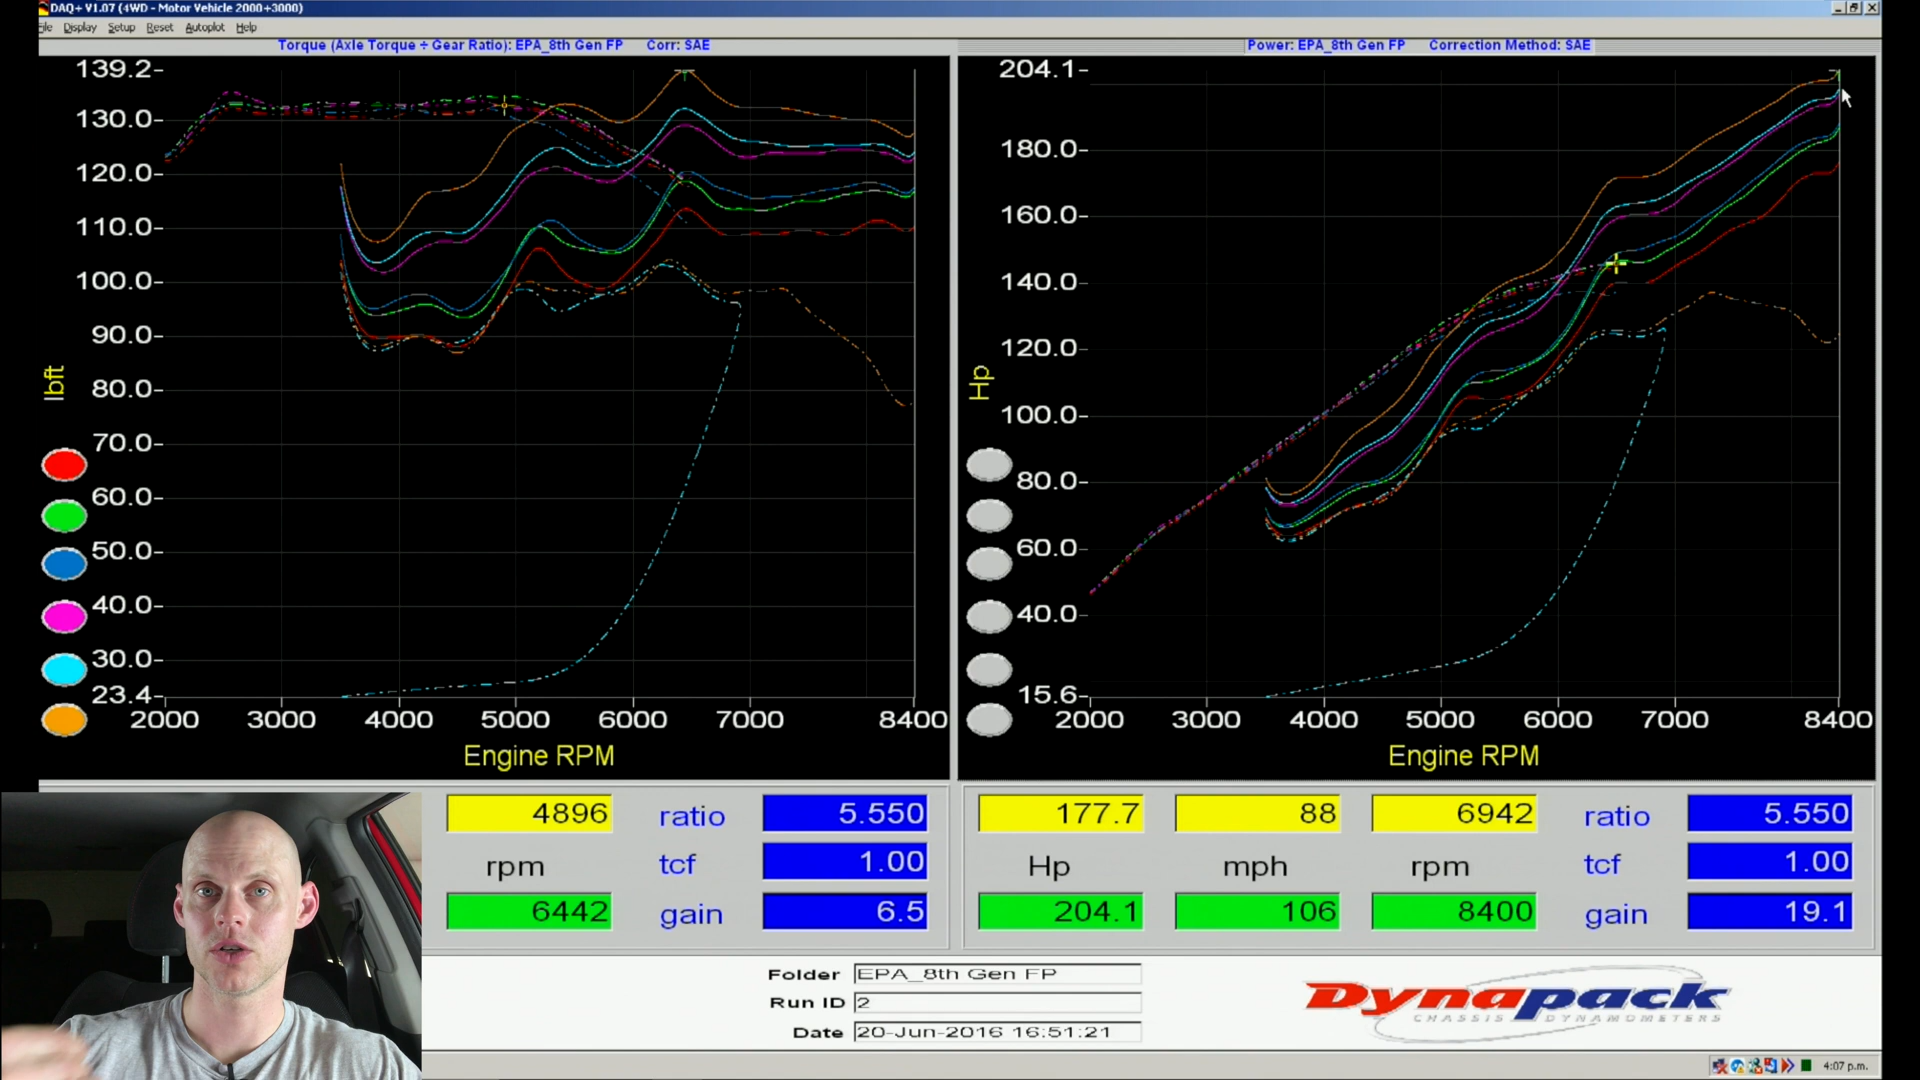 DAQ+ V1.07 (4WD - Motor Vehicle 2000+3000)
File Display Setup Reset Autoplot Help
Torque (Axle Torque ÷ Gear Ratio): EPA_8th Gen FP Corr: SAE
139.2
130.0
120.0
110.0
100.0
90.0
80.0
70.0
60.0
50.0
40.0
30.0
23.4
lbft
2000 3000 4000 5000 6000 7000 8400
Engine RPM
Power: EPA_8th Gen FP Correction Method: SAE
204.1
180.0
160.0
140.0
120.0
100.0
80.0
60.0
40.0
15.6
Hp
2000 3000 4000 5000 6000 7000 8400
Engine RPM
4896 ratio 5.550
rpm tcf 1.00
6442 gain 6.5
177.7 88 6942 ratio 5.550
Hp mph rpm tcf 1.00
204.1 106 8400 gain 19.1
Folder EPA_8th Gen FP
Run ID 2
Date 20-Jun-2016 16:51:21
Dynapack
CHASSIS DYNAMOMETERS
4:07 p.m.